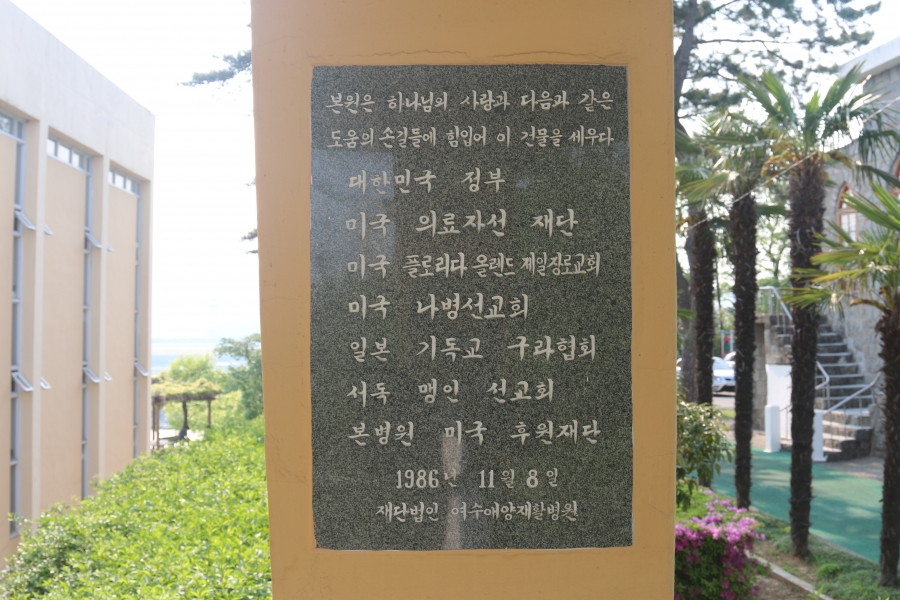 본원은 하나님의 사랑과 다음과 같은
도움의 손길들에 힘입어 이 건물을 세우다
대한민국 정부
미국 의료자선 재단
미국 플로리다 올렌드 제일장로교회
미국 나병선교회
일본 기독교 구라협회
서독 맹인 선교회
본병원 미국 후원재단
1986년 11월 8일
재단법인 여수애양재활병원